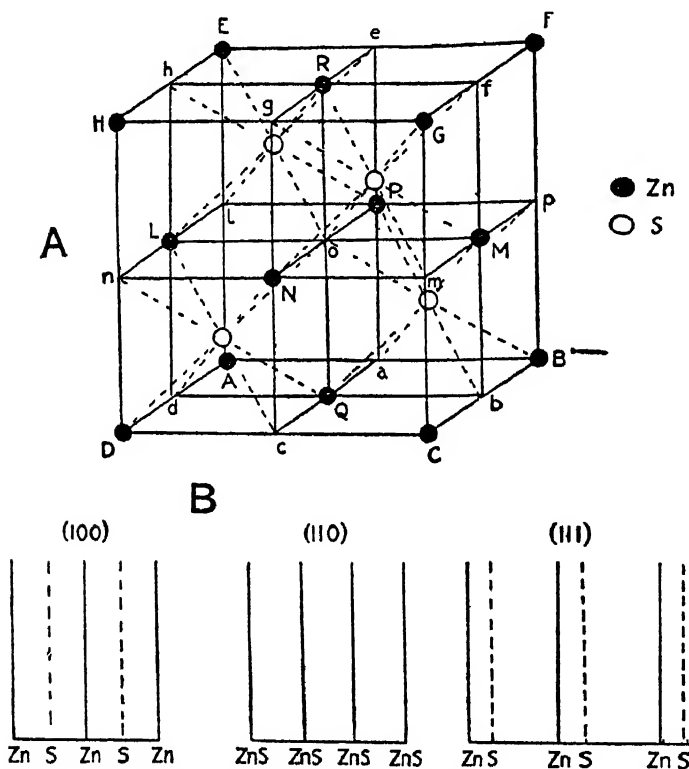 E e F
h R
g f
H G
Zn
P
l p S
A L
o M
n N m
A a B
d Q b
D c C
B
(100) (110) (111)
Zn S Zn S Zn ZnS ZnS ZnS ZnS Zn S Zn S Zn S